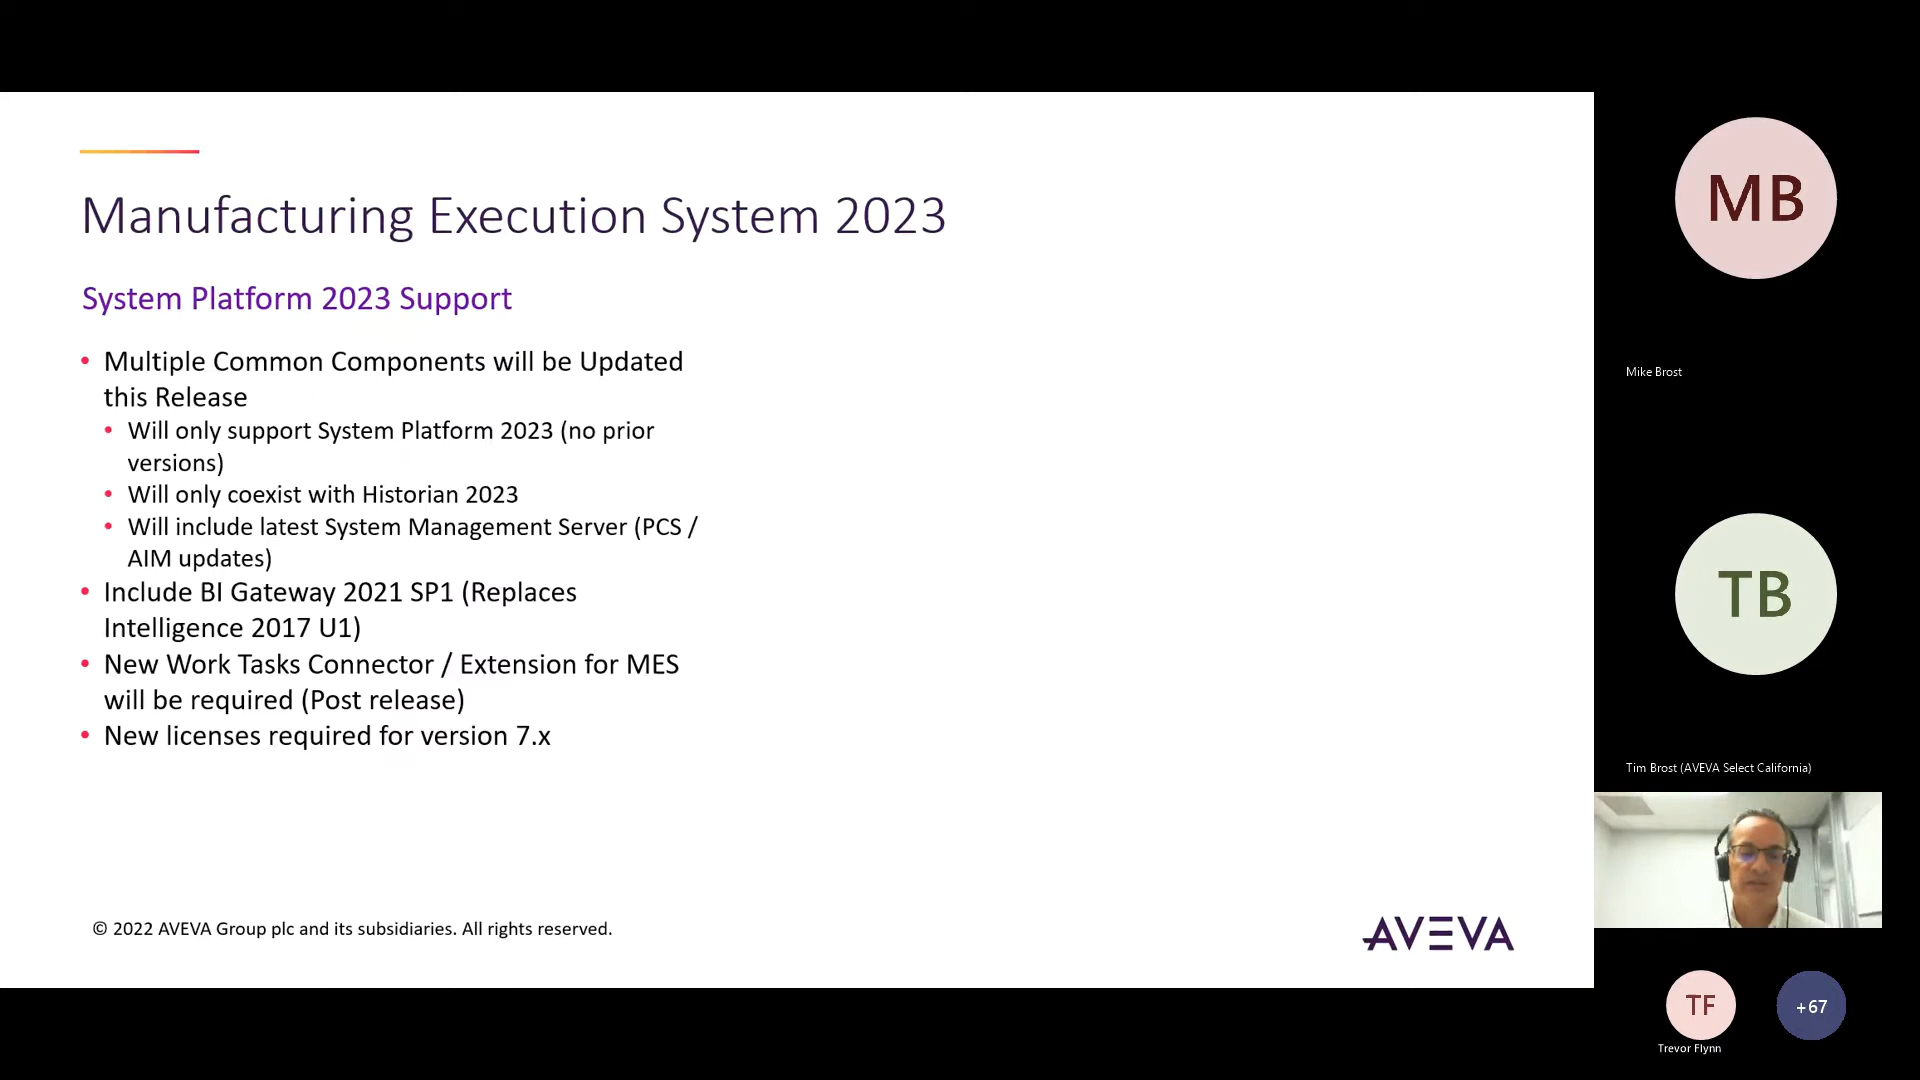 Manufacturing Execution System 2023
System Platform 2023 Support
• Multiple Common Components will be Updated
this Release
• Will only support System Platform 2023 (no prior
versions)
• Will only coexist with Historian 2023
• Will include latest System Management Server (PCS /
AIM updates)
• Include BI Gateway 2021 SP1 (Replaces
Intelligence 2017 U1)
• New Work Tasks Connector / Extension for MES
will be required (Post release)
• New licenses required for version 7.x
© 2022 AVEVA Group plc and its subsidiaries. All rights reserved.
AVEVA
MB
Mike Brost
TB
Tim Brost (AVEVA Select California)
TF
Trevor Flynn
+67